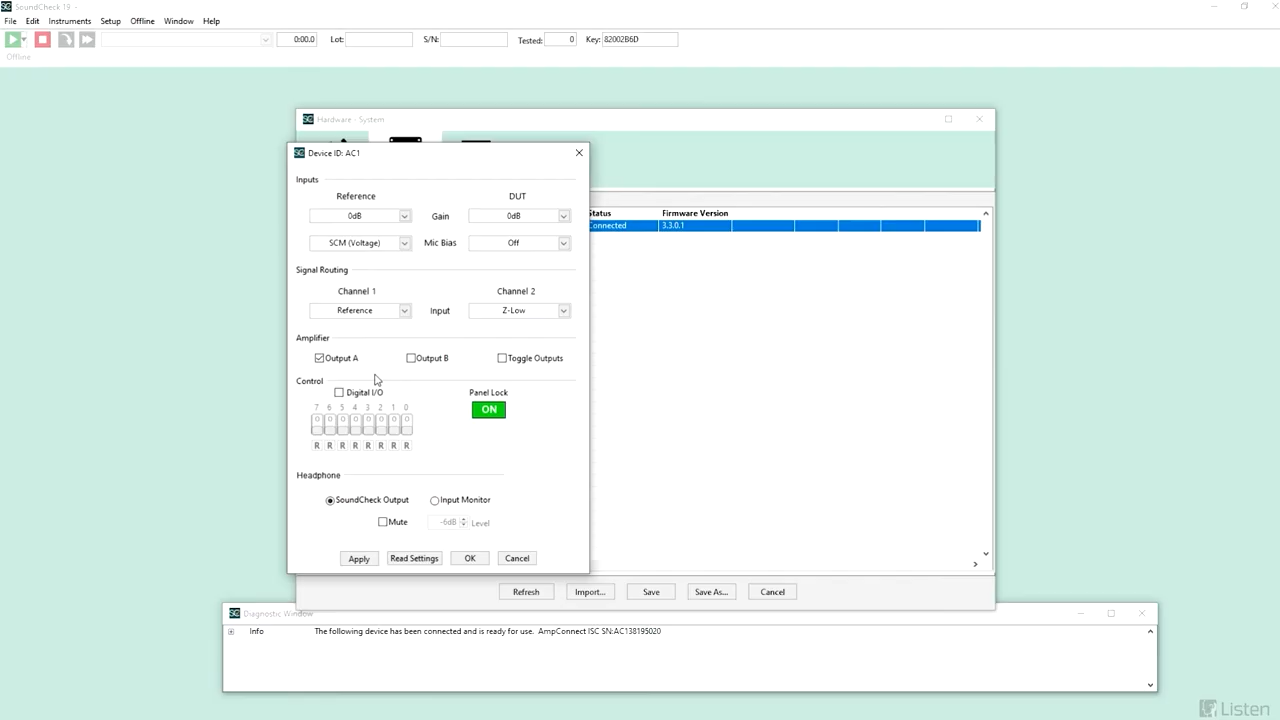 SoundCheck 19 -
File Edit Instruments Setup Offline Window Help
0:00.0 Lot: S/N: Tested: 0 Key: 82002B6D
Offline
Hardware - System
Device ID: AC1
Inputs
Reference DUT
0dB Gain 0dB
SCM (Voltage) Mic Bias Off
Signal Routing
Channel 1 Channel 2
Reference Input Z-Low
Amplifier
Output A Output B Toggle Outputs
Control
Digital I/O Panel Lock
7 6 5 4 3 2 1 0
ON
0 0 0 0 0 0 0 0
R R R R R R R R
Headphone
SoundCheck Output Input Monitor
Mute -6dB Level
Apply Read Settings OK Cancel
Status Firmware Version
Connected 3.3.0.1
Refresh Import... Save Save As... Cancel
Diagnostic Window
Info The following device has been connected and is ready for use. AmpConnect ISC SN:AC138195020
Listen